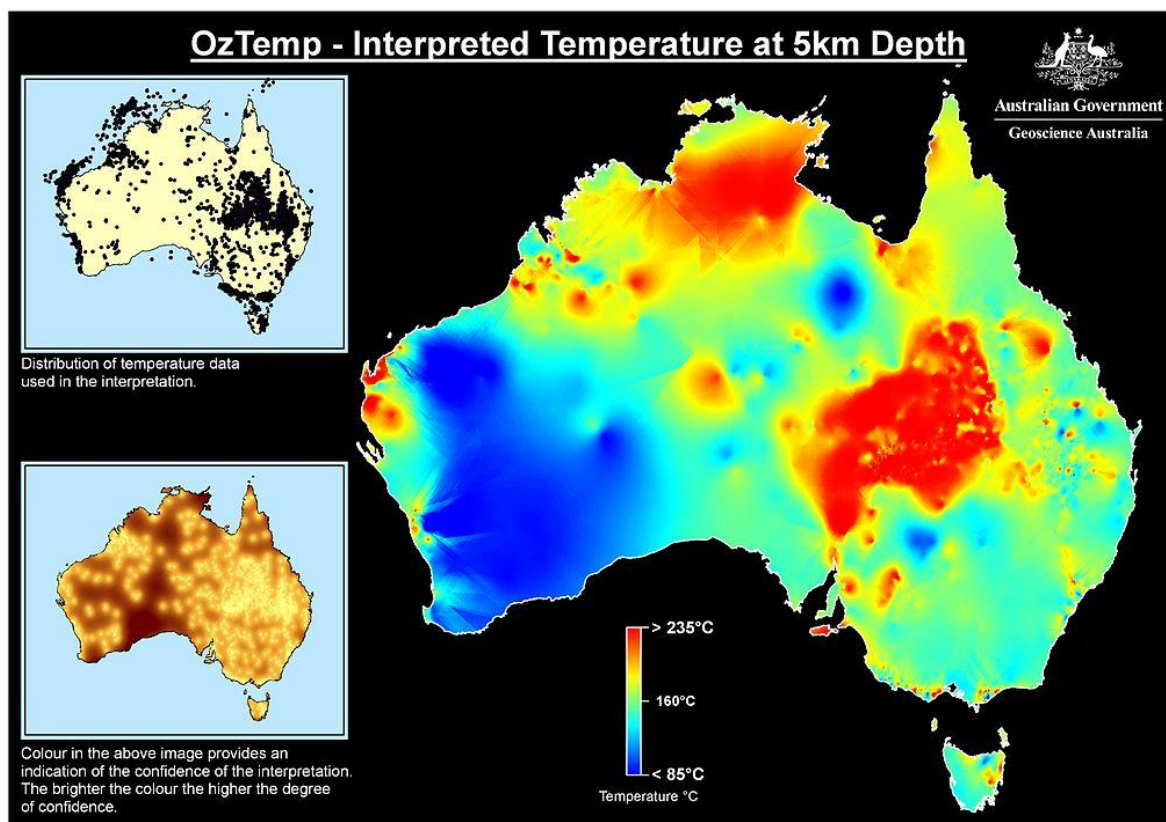 OzTemp - Interpreted Temperature at 5km Depth
Australian Government
Geoscience Australia
Distribution of temperature data
used in the interpretation.
Colour in the above image provides an
indication of the confidence of the interpretation.
The brighter the colour the higher the degree
of confidence.
> 235°C
160°C
< 85°C
Temperature °C